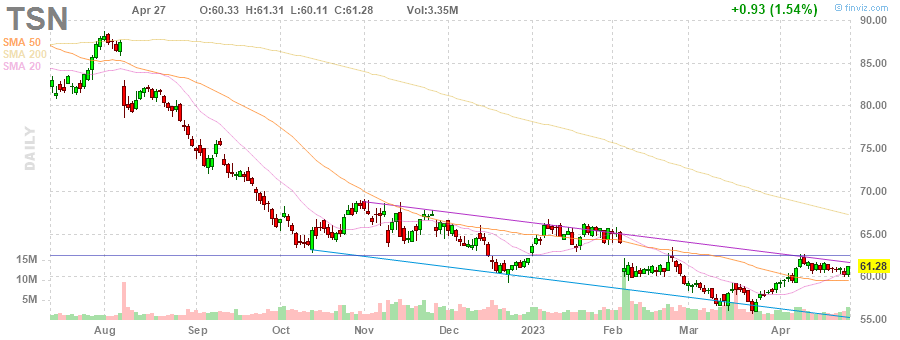 TSN Apr 27 O:60.33 H:61.31 L:60.11 C:61.28 Vol:3.35M +0.93 (1.54%) © finviz.com
SMA 50
SMA 200
SMA 20
DAILY
90.00
85.00
80.00
75.00
70.00
65.00
61.28
60.00
55.00
15M
10M
5M
Aug Sep Oct Nov Dec 2023 Feb Mar Apr